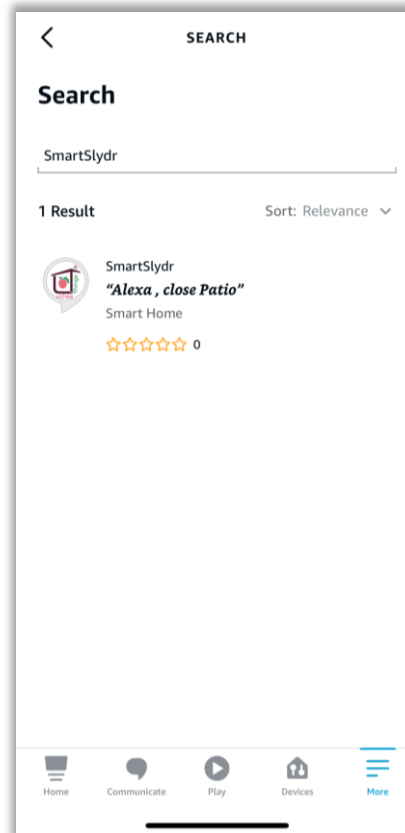 SEARCH
Search
SmartSlydr
1 Result
Sort: Relevance
SmartSlydr
“Alexa , close Patio”
Smart Home
0
Home Communicate Play Devices More